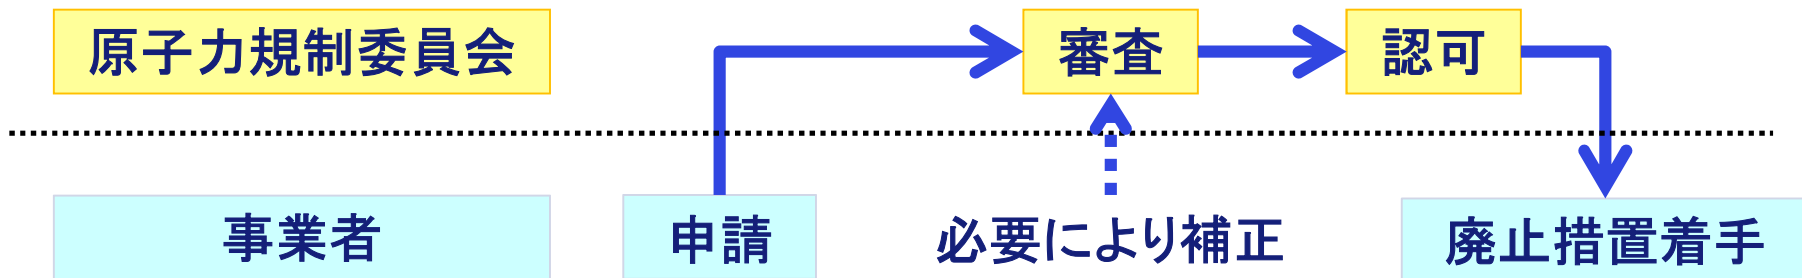 原子力規制委員会
審査
認可
事業者
申請
必要により補正
廃止措置着手